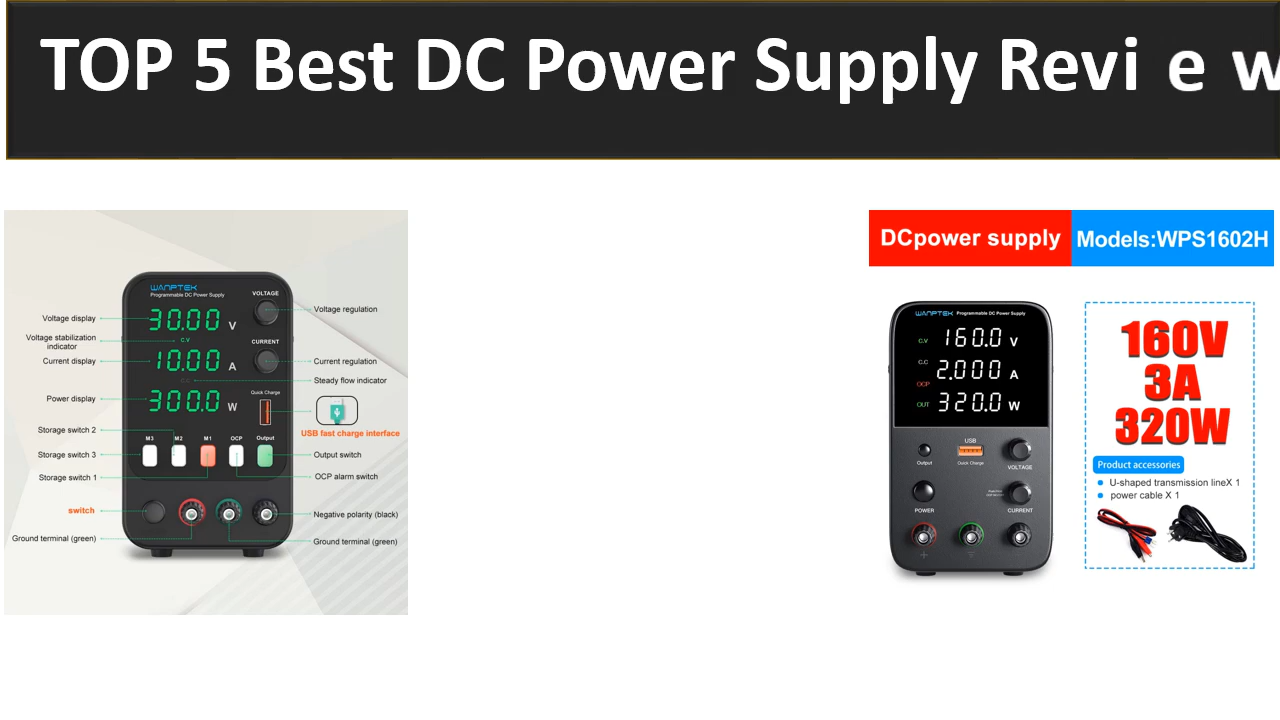 TOP 5 Best DC Power Supply Revi e w
WANPTEK
Programmable DC Power Supply
VOLTAGE
30.00 V
C.V
CURRENT
10.00 A
Quick Charge
300.0 W
M3 M2 M1 OCP Output
Voltage display
Voltage stabilization
indicator
Current display
Power display
Storage switch 2
Storage switch 3
Storage switch 1
switch
Ground terminal (green)
Voltage regulation
Current regulation
Steady flow indicator
USB fast charge interface
Output switch
OCP alarm switch
Negative polarity (black)
Ground terminal (green)
DCpower supply
Models:WPS1602H
WANPTEK Programmable DC Power Supply
C.V 160.0 V
C.C 2.000 A
OCP
OUT 320.0 W
USB
Output
Quick Charge
VOLTAGE
POWER
CURRENT
160V
3A
320W
Product accessories
U-shaped transmission lineX 1
power cable X 1